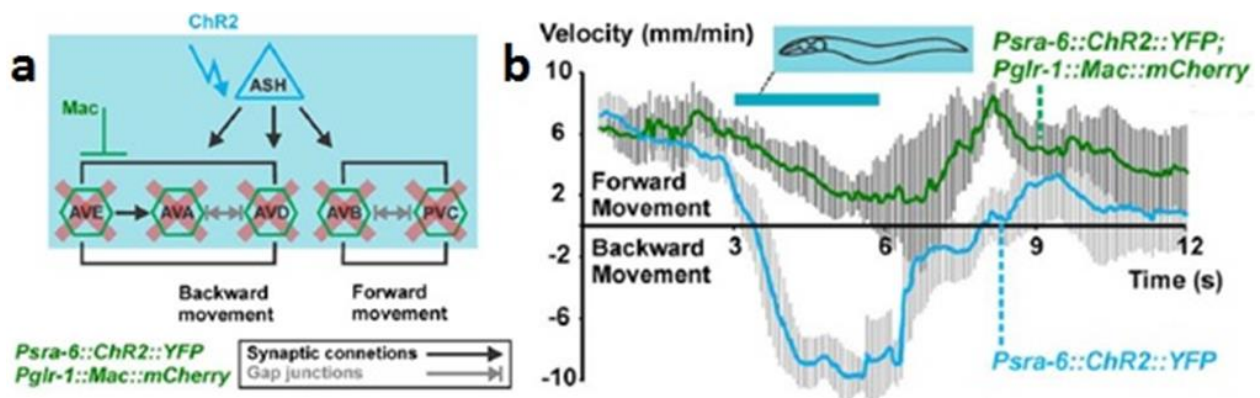 a
ChR2
ASH
Mac
AVE AVA AVD AVB PVC
Backward
movement
Forward
movement
Psra-6::ChR2::YFP
Pglr-1::Mac::mCherry
Synaptic connetions
Gap junctions
b
Velocity (mm/min)
Psra-6::ChR2::YFP;
Pglr-1::Mac::mCherry
10
6
2
-2
-6
-10
Forward
Movement
Backward
Movement
3 6 9 12
Time (s)
Psra-6::ChR2::YFP